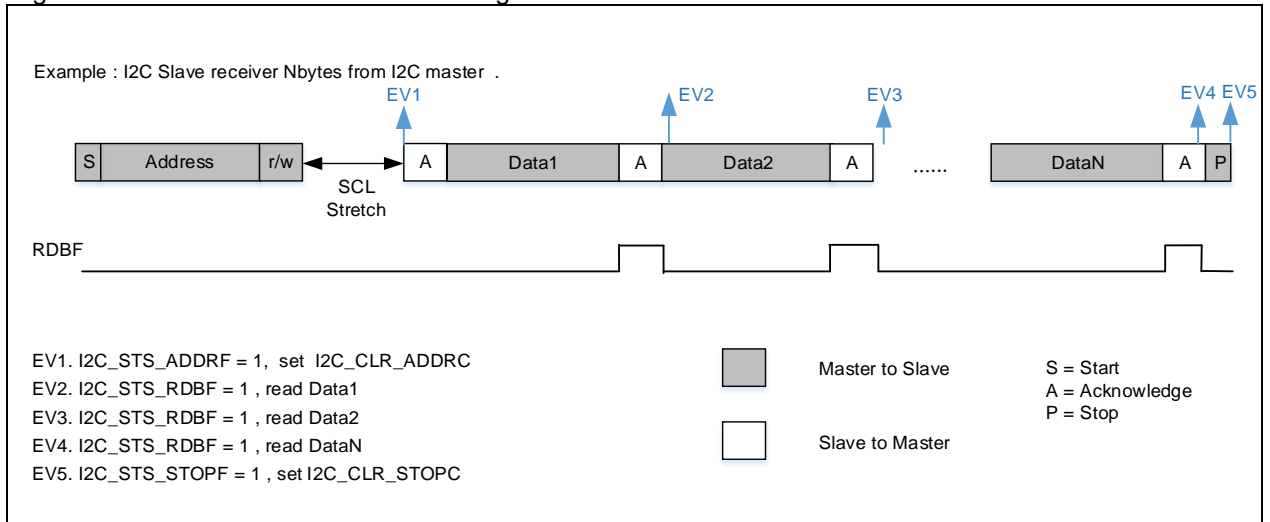 Example : I2C Slave receiver Nbytes from I2C master .
EV1 EV2 EV3 EV4 EV5
S Address r/w A Data1 A Data2 A ...... DataN A P
SCL
Stretch
RDBF
EV1. I2C_STS_ADDRF = 1, set I2C_CLR_ADDRC
EV2. I2C_STS_RDBF = 1 , read Data1
EV3. I2C_STS_RDBF = 1 , read Data2
EV4. I2C_STS_RDBF = 1 , read DataN
EV5. I2C_STS_STOPF = 1 , set I2C_CLR_STOPC
Master to Slave
Slave to Master
S = Start
A = Acknowledge
P = Stop